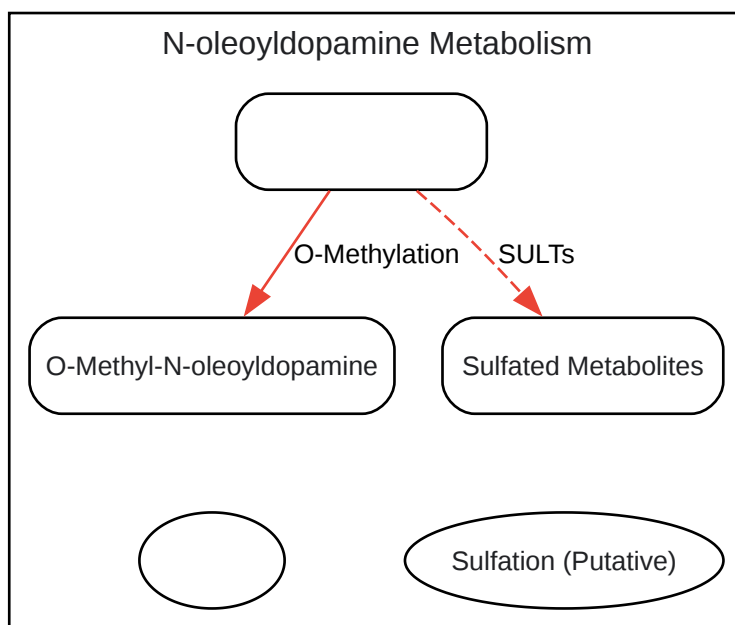 N-oleoyldopamine Metabolism
O-Methylation
SULTs
O-Methyl-N-oleoyldopamine
Sulfated Metabolites
Sulfation (Putative)